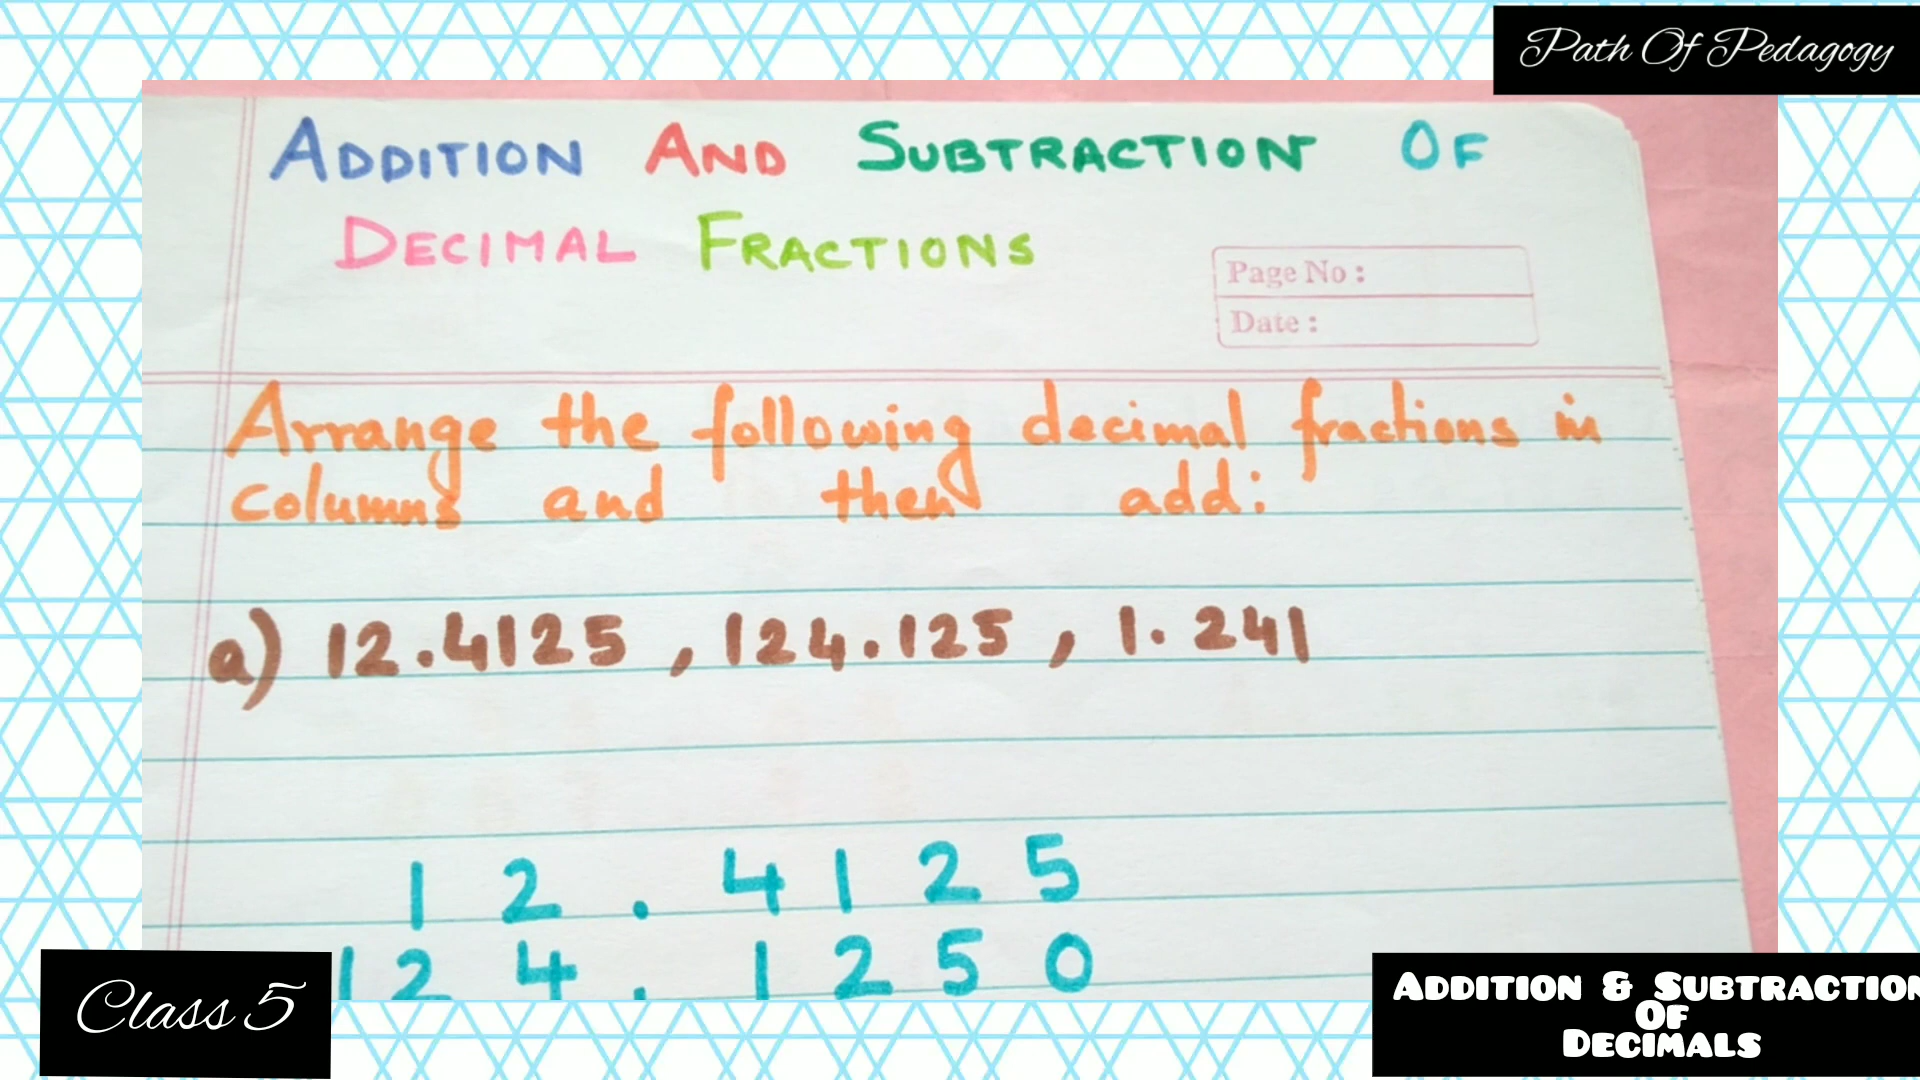 Path Of Pedagogy
ADDITION AND SUBTRACTION OF
DECIMAL FRACTIONS
Page No :
Date :
Arrange the following decimal fractions in
columns and then add:
a) 12.4125 , 124.125 , 1.241
12.4125
124.1250
Class 5
ADDITION & SUBTRACTION
OF
DECIMALS